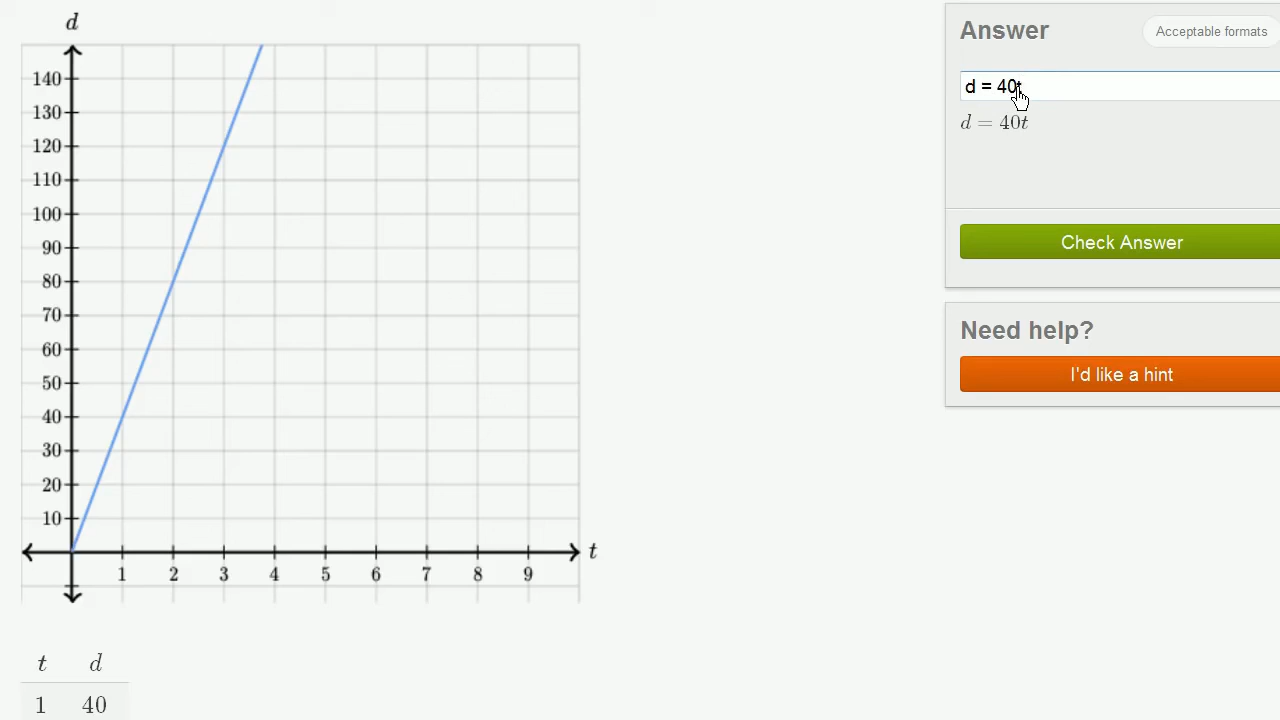 d
140
130
120
110
100
90
80
70
60
50
40
30
20
10
t
1 2 3 4 5 6 7 8 9
t d
1 40
Answer
Acceptable formats
d = 40t
d = 40t
Check Answer
Need help?
I'd like a hint